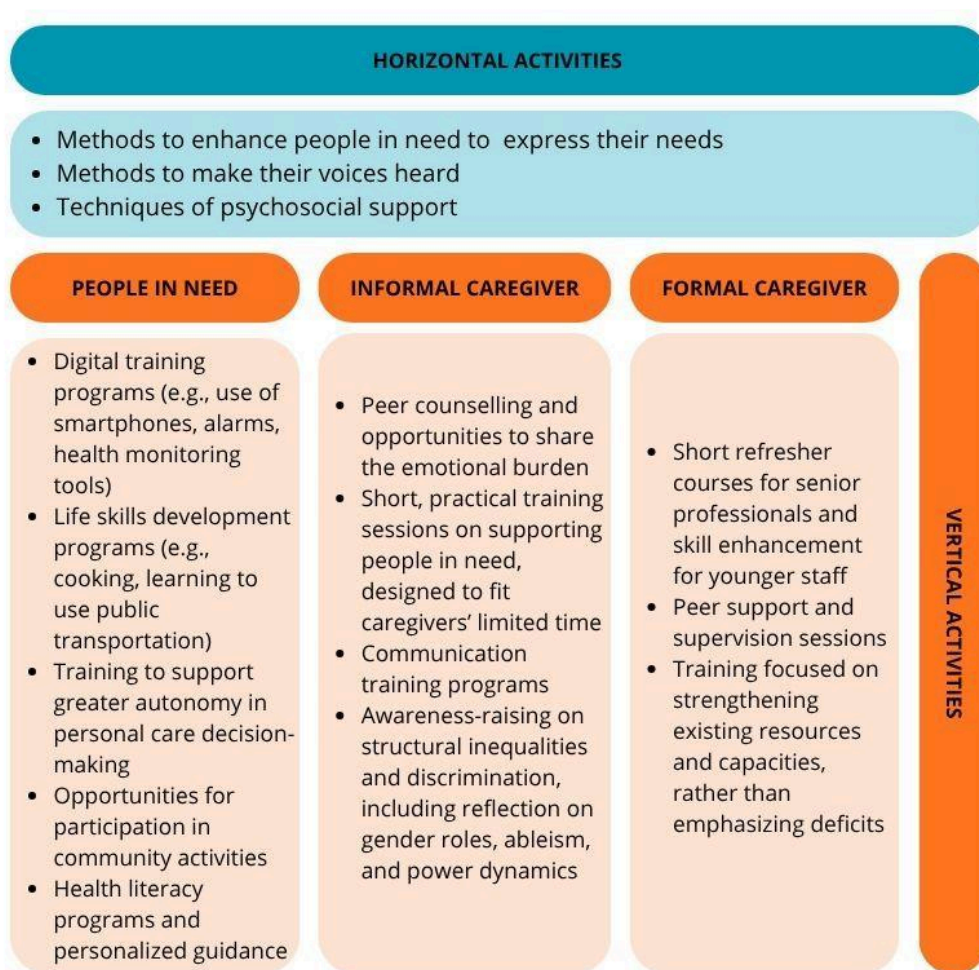 HORIZONTAL ACTIVITIES
• Methods to enhance people in need to express their needs
• Methods to make their voices heard
• Techniques of psychosocial support
PEOPLE IN NEED
• Digital training
programs (e.g., use of
smartphones, alarms,
health monitoring
tools)
• Life skills development
programs (e.g.,
cooking, learning to
use public
transportation)
• Training to support
greater autonomy in
personal care decision-
making
• Opportunities for
participation in
community activities
• Health literacy
programs and
personalized guidance
INFORMAL CAREGIVER
• Peer counselling and
opportunities to share
the emotional burden
• Short, practical training
sessions on supporting
people in need,
designed to fit
caregivers’ limited time
• Communication
training programs
• Awareness-raising on
structural inequalities
and discrimination,
including reflection on
gender roles, ableism,
and power dynamics
FORMAL CAREGIVER
• Short refresher
courses for senior
professionals and
skill enhancement
for younger staff
• Peer support and
supervision sessions
• Training focused on
strengthening
existing resources
and capacities,
rather than
emphasizing deficits
VERTICAL ACTIVITIES